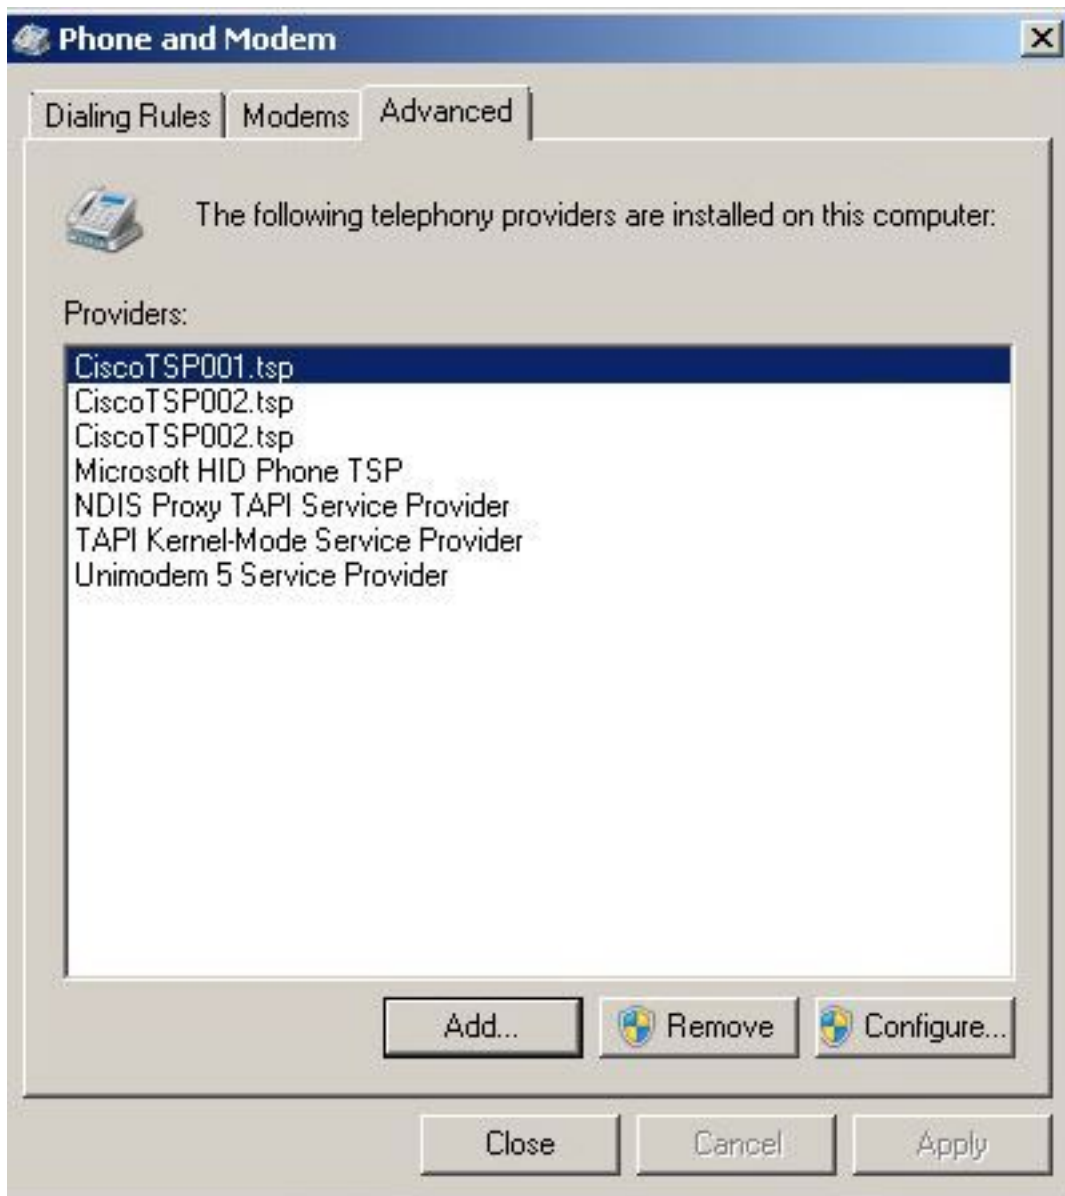 Phone and Modem
Dialing Rules Modems Advanced
The following telephony providers are installed on this computer:
Providers:
CiscoTSP001.tsp
CiscoTSP002.tsp
CiscoTSP002.tsp
Microsoft HID Phone TSP
NDIS Proxy TAPI Service Provider
TAPI Kernel-Mode Service Provider
Unimodem 5 Service Provider
Add... Remove Configure...
Close Cancel Apply